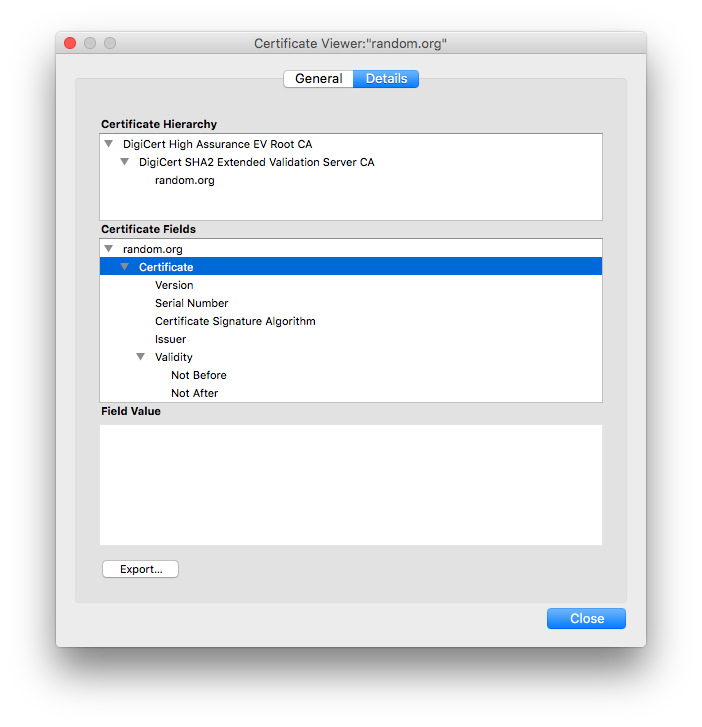 Certificate Viewer:"random.org"
General Details
Certificate Hierarchy
DigiCert High Assurance EV Root CA
DigiCert SHA2 Extended Validation Server CA
random.org
Certificate Fields
random.org
Certificate
Version
Serial Number
Certificate Signature Algorithm
Issuer
Validity
Not Before
Not After
Field Value
Export...
Close